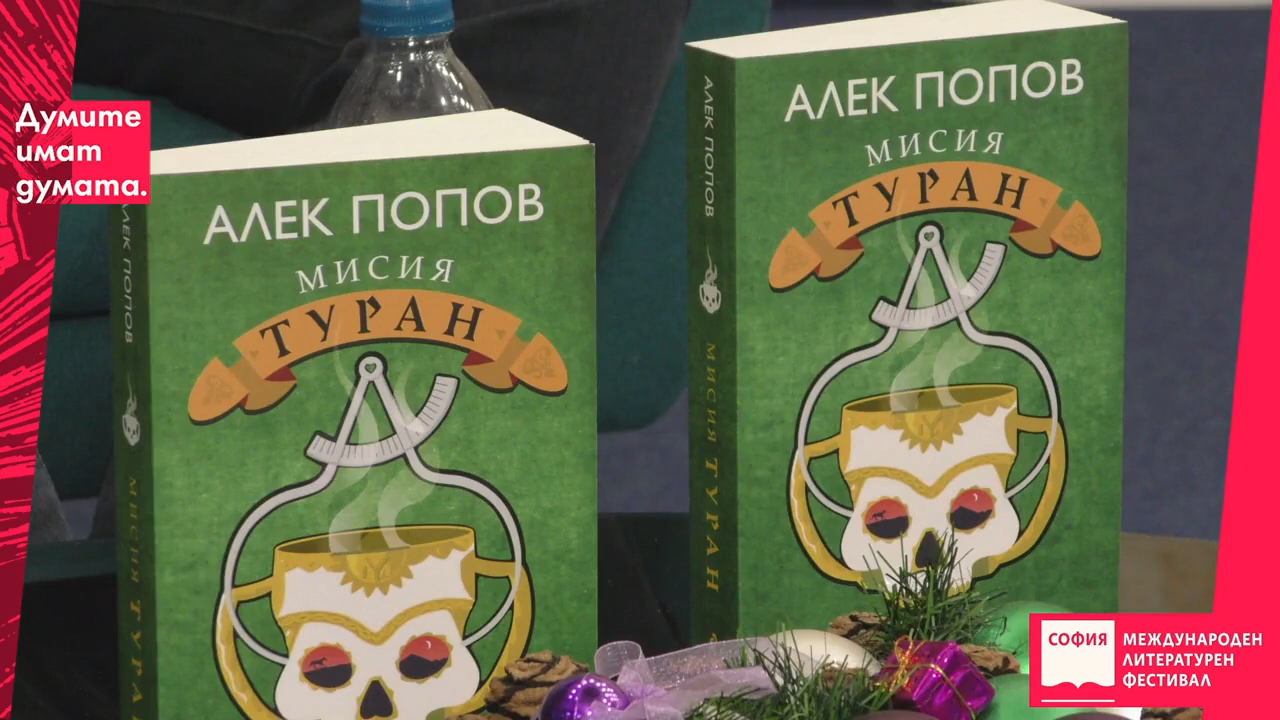 Думите
имат
думата.
АЛЕК ПОПОВ
МИСИЯ
ТУРАН
АЛЕК ПОПОВ
МИСИЯ ТУРАН
АЛЕК ПОПОВ
МИСИЯ
ТУРАН
АЛЕК ПОПОВ
МИСИЯ ТУРАН
СОФИЯ
МЕЖДУНАРОДЕН
ЛИТЕРАТУРЕН
ФЕСТИВАЛ